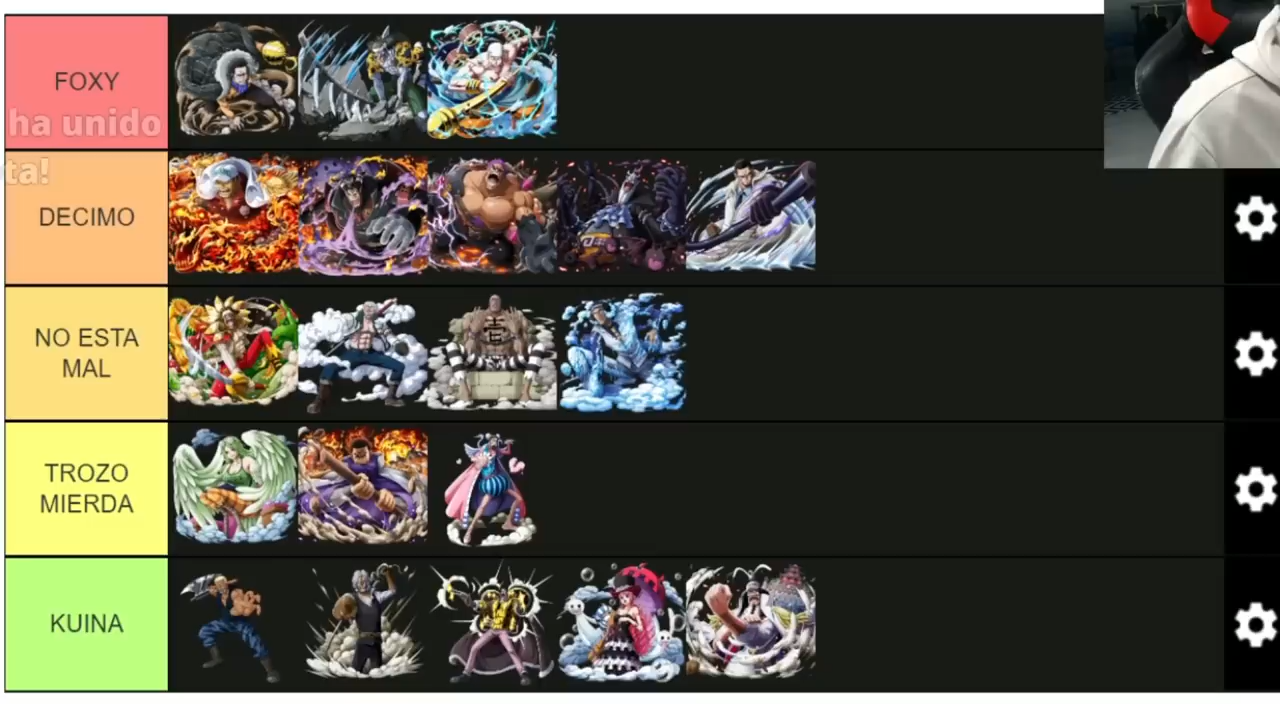 FOXY
ha unido
ta!
DECIMO
NO ESTA
MAL
TROZO
MIERDA
KUINA